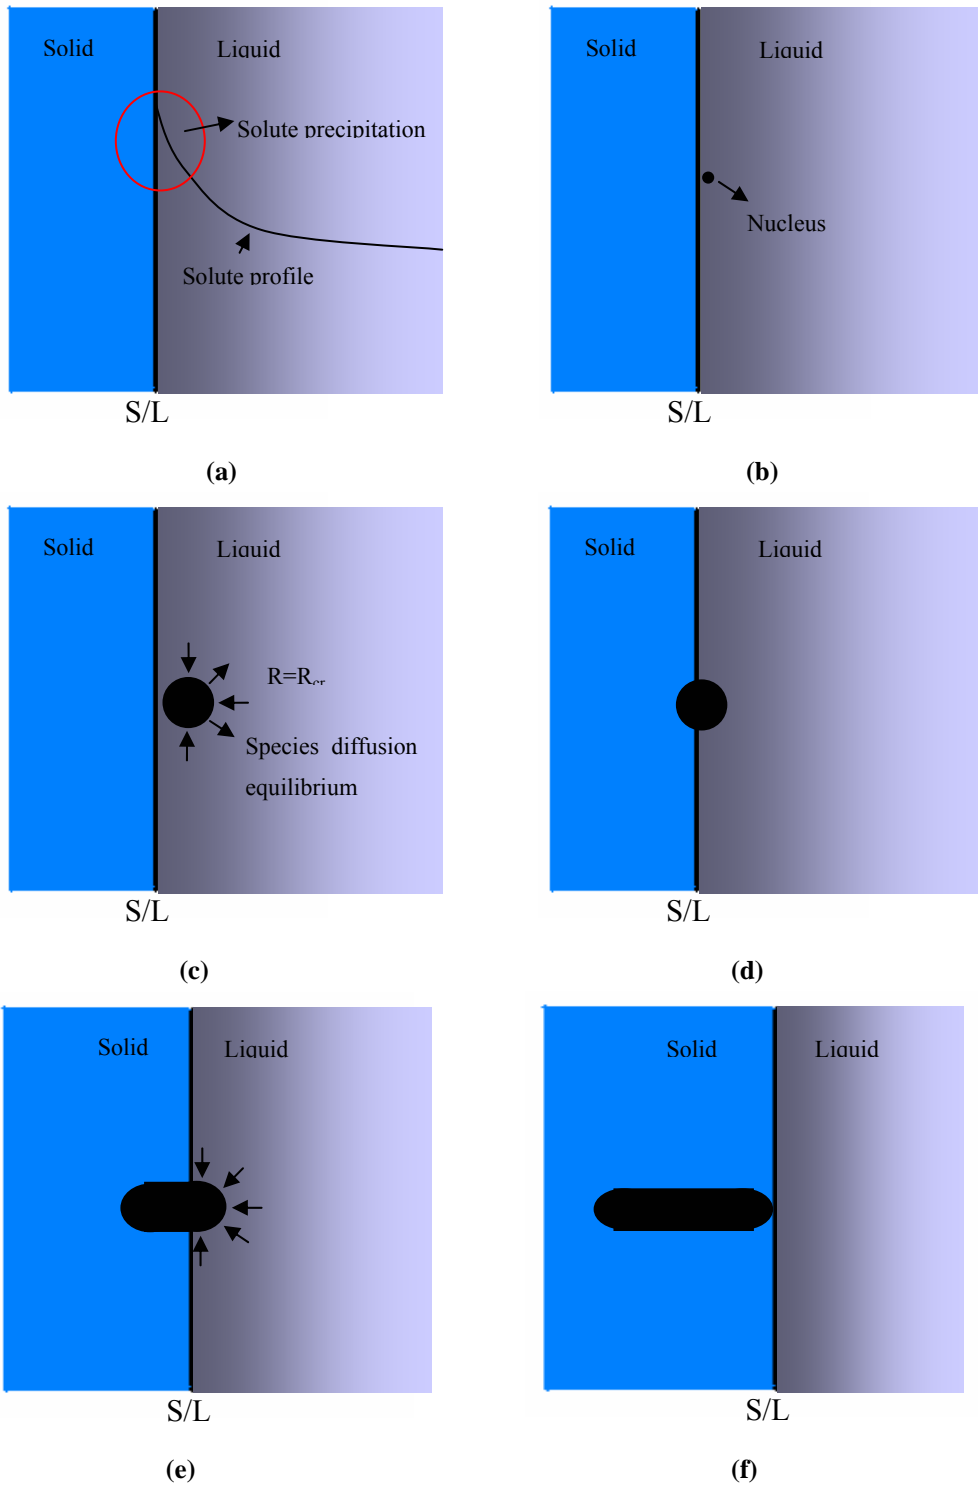 Solid Liquid
Solute precipitation
Solute profile
S/L
(a)
Solid Liquid
Nucleus
S/L
(b)
Solid Liquid
R=Rcr
Species diffusion
equilibrium
S/L
(c)
Solid Liquid
S/L
(d)
Solid Liquid
S/L
(e)
Solid Liquid
S/L
(f)